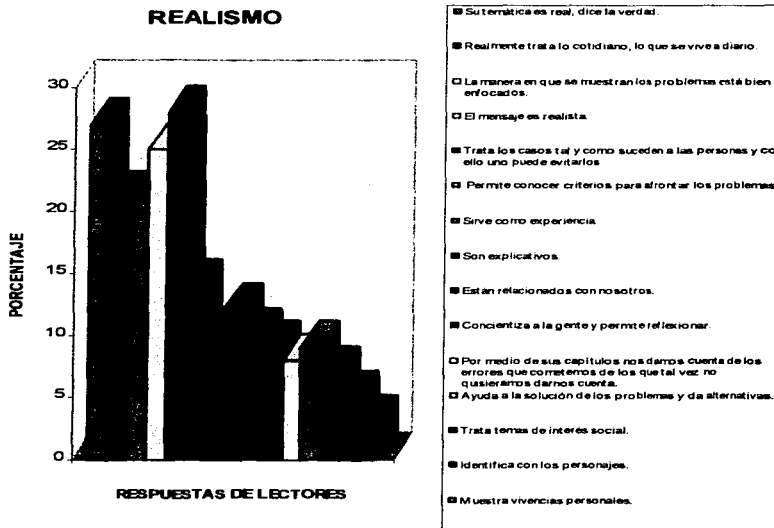 REALISMO
PORCENTAJE
30
25
20
15
10
5
0
RESPUESTAS DE LECTORES
Su temática es real, dice la verdad.
Realmente trata lo cotidiano, lo que se vive a diario.
La manera en que se muestran los problemas está bien
enfocados.
El mensaje es realista.
Trata los casos tal y como suceden a las personas y co
ello uno puede evitarlos
Permite conocer criterios para afrontar los problemas
Sirve como experiencia.
Son explicativos.
Están relacionados con nosotros.
Concientiza a la gente y permite reflexionar.
Por medio de sus capítulos nos damos cuenta de los
errores que cometemos de los que tal vez no
qusieramos darnos cuenta.
Ayuda a la solución de los problemas y da alternativas.
Trata temas de interés social.
Identifica con los personajes.
Muestra vivencias personales.